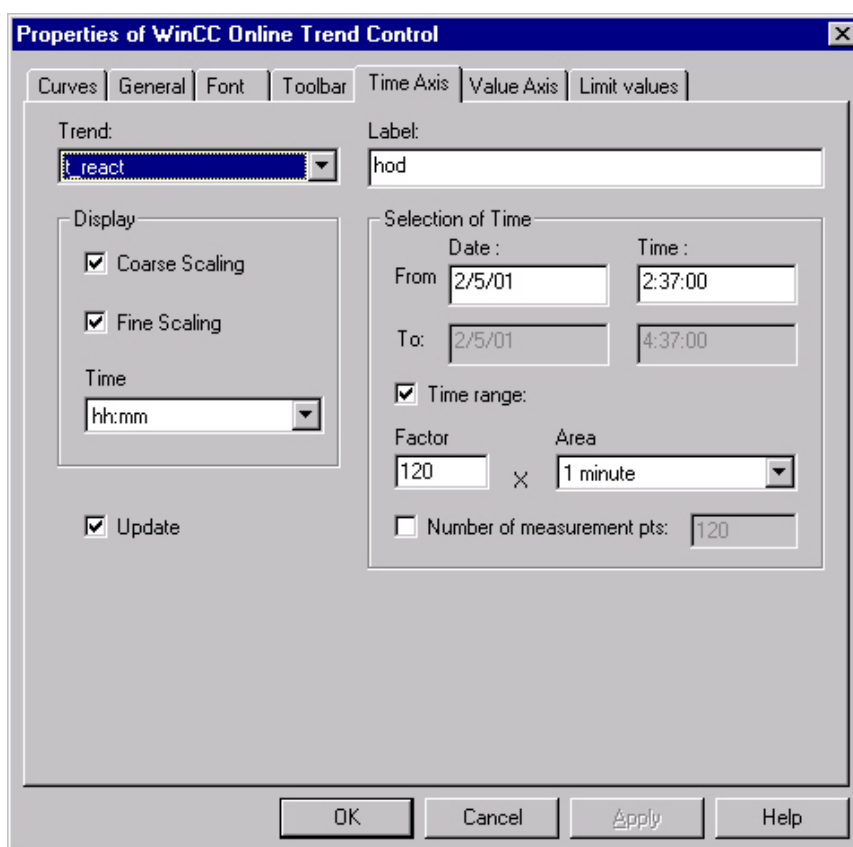 Properties of WinCC Online Trend Control
Curves General Font Toolbar Time Axis Value Axis Limit values
Trend: Label:
t_react hod
Display Selection of Time
Date : Time :
Coarse Scaling From 2/5/01 2:37:00
Fine Scaling To: 2/5/01 4:37:00
Time Time range:
hh:mm Factor Area
120 X 1 minute
Update Number of measurement pts: 120
OK Cancel Apply Help